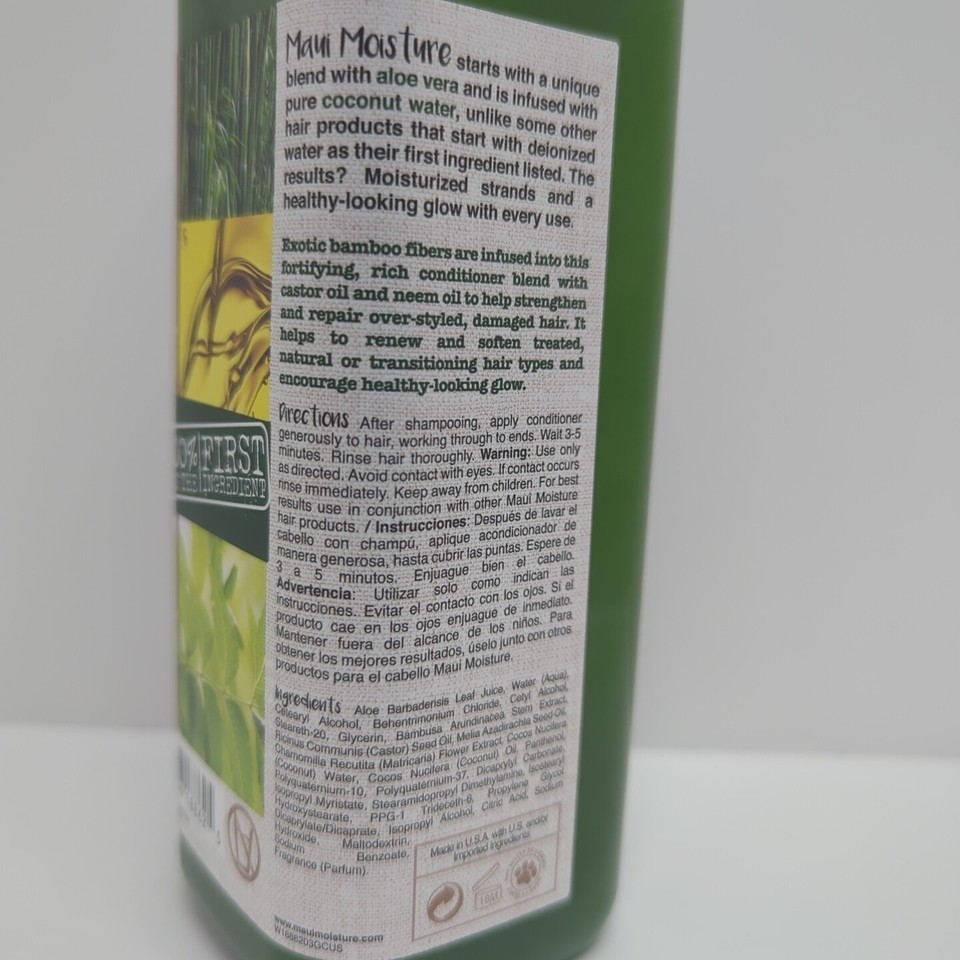 Maui Moisture starts with a unique
blend with aloe vera and is infused with
pure coconut water, unlike some other
hair products that start with deionized
water as their first ingredient listed. The
results? Moisturized strands and a
healthy-looking glow with every use.
Exotic bamboo fibers are infused into this
fortifying, rich conditioner blend with
castor oil and neem oil to help strengthen
and repair over-styled, damaged hair. It
helps to renew and soften treated,
natural or transitioning hair types and
encourage healthy-looking glow.
Directions After shampooing, apply conditioner
generously to hair, working through to ends. Wait 3-5
minutes. Rinse hair thoroughly. Warning: Use only
as directed. Avoid contact with eyes. If contact occurs
rinse immediately. Keep away from children. For best
results use in conjunction with other Maui Moisture
hair products. / Instrucciones: Después de lavar el
cabello con champú, aplique acondicionador de
manera generosa, hasta cubrir las puntas. Espere de
3 a 5 minutos. Enjuague bien el cabello.
Advertencia: Utilizar solo como indican las
instrucciones. Evitar el contacto con los ojos. Si el
producto cae en los ojos enjuague de inmediato.
Mantener fuera del alcance de los niños. Para
obtener los mejores resultados, úselo junto con otros
productos para el cabello Maui Moisture.
Ingredients Aloe Barbadensis Leaf Juice, Water (Aqua),
Cetearyl Alcohol, Behentrimonium Chloride, Cetyl Alcohol,
Steareth-20, Glycerin, Bambusa Arundinacea Stem Extract,
Ricinus Communis (Castor) Seed Oil, Melia Azadirachta Seed Oil,
Chamomilla Recutita (Matricaria) Flower Extract, Cocos Nucifera
(Coconut) Water, Cocos Nucifera (Coconut) Oil, Panthenol,
Polyquaternium-10, Polyquaternium-37, Dicaprylyl Carbonate,
Isopropyl Myristate, Stearamidopropyl Dimethylamine, Isostearyl
Hydroxystearate, PPG-1 Trideceth-6, Propylene Glycol
Dicaprylate/Dicaprate, Isopropyl Alcohol, Citric Acid, Sodium
Hydroxide, Maltodextrin,
Sodium Benzoate,
Fragrance (Parfum).
Made in U.S.A. with U.S. and/or
Imported Ingredients
18M
www.mauimoisture.com
W1688203GCUS
FIRST
INGREDIENT